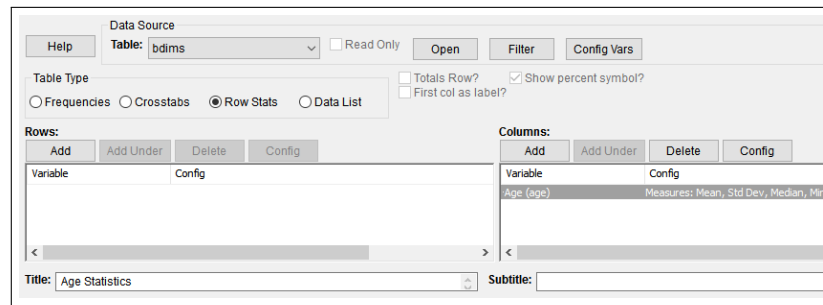 Data Source
Help Table: bdims Read Only Open Filter Config Vars
Table Type
Totals Row? Show percent symbol?
First col as label?
Frequencies Crosstabs Row Stats Data List
Rows: Columns:
Add Add Under Delete Config Add Add Under Delete Config
Variable Config Variable Config
Age (age) Measures: Mean, Std Dev, Median,
Title: Age Statistics Subtitle: